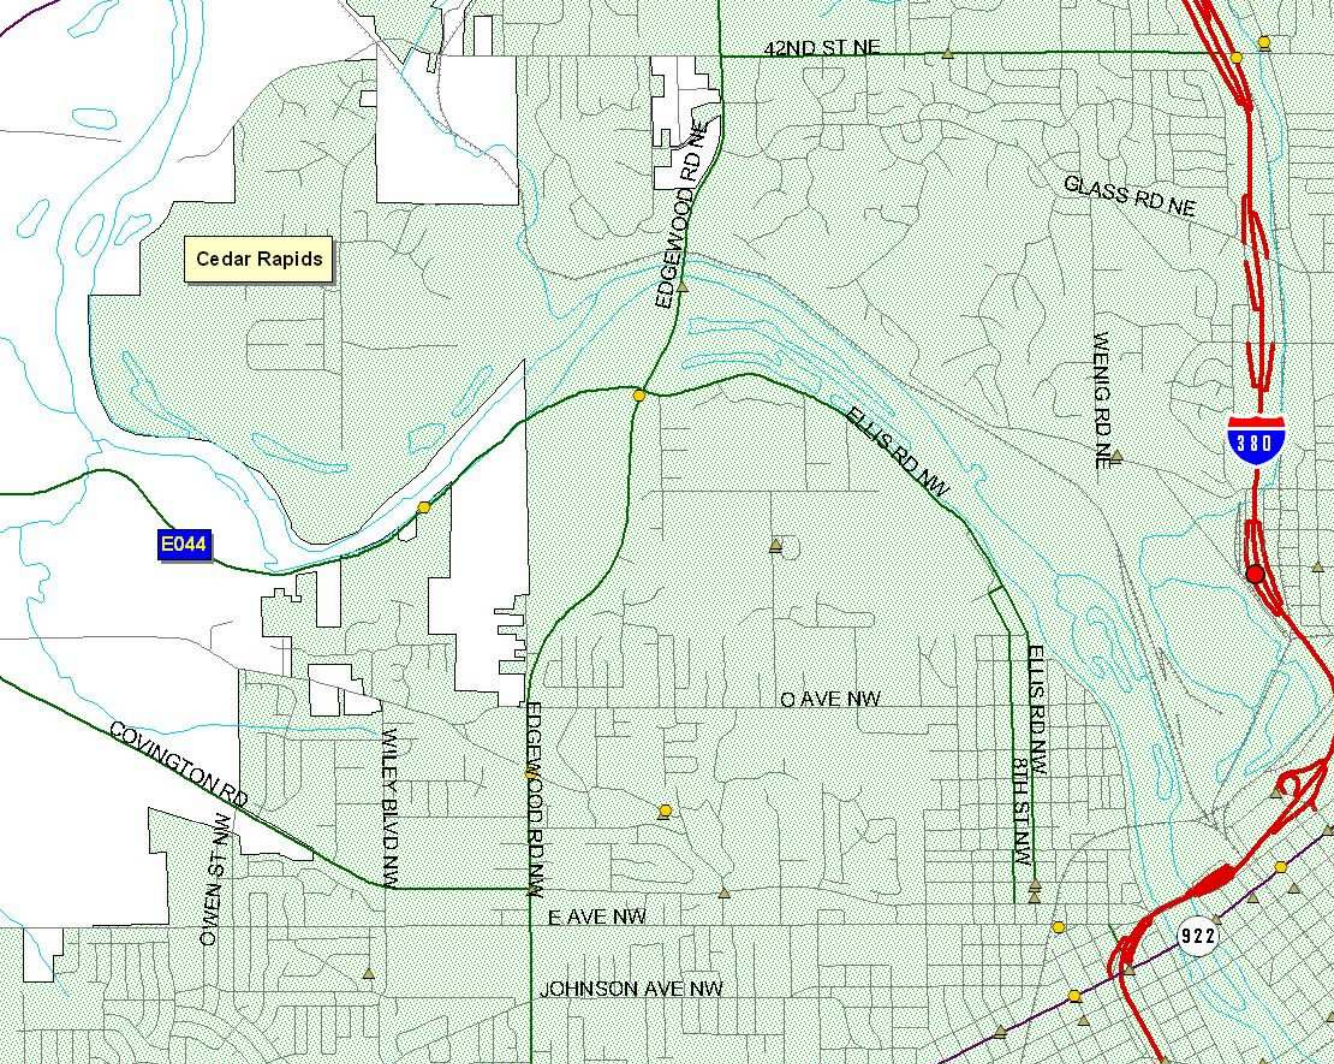 42ND ST NE
EDGEWOOD RD NE
GLASS RD NE
Cedar Rapids
WENIG RD NE
380
ELLIS RD NW
E044
O AVE NW
ELLIS RD NW
COVINGTON RD
WILEY BLVD NW
EDGEWOOD RD NW
8TH ST NW
OWEN ST NW
E AVE NW
922
JOHNSON AVE NW